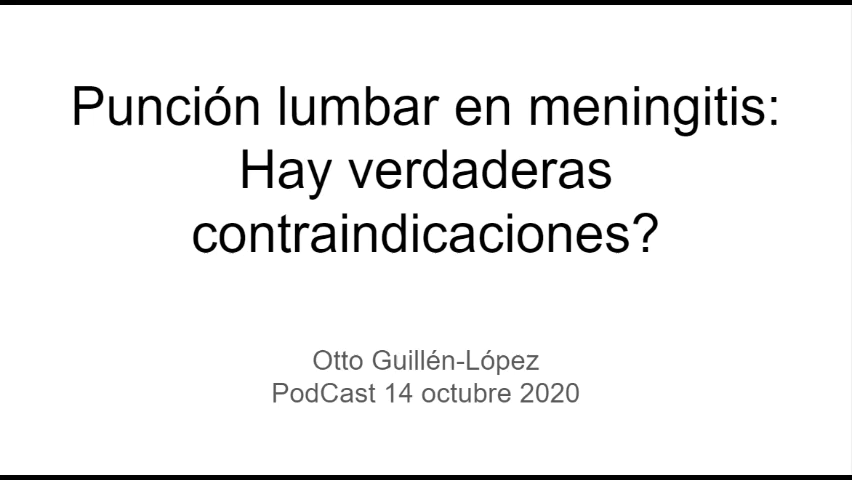 Punción lumbar en meningitis:
Hay verdaderas
contraindicaciones?
Otto Guillén-López
PodCast 14 octubre 2020